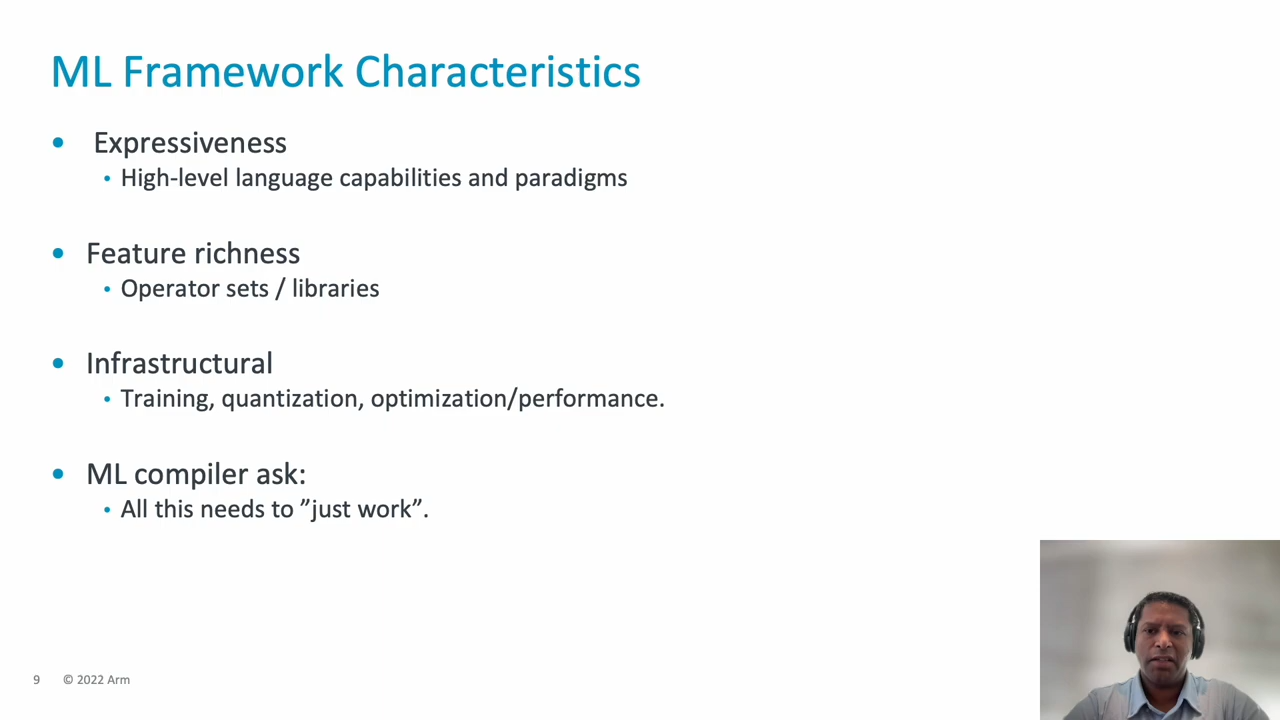 ML Framework Characteristics
• Expressiveness
• High-level language capabilities and paradigms
• Feature richness
• Operator sets / libraries
• Infrastructural
• Training, quantization, optimization/performance.
• ML compiler ask:
• All this needs to ”just work”.
9 © 2022 Arm